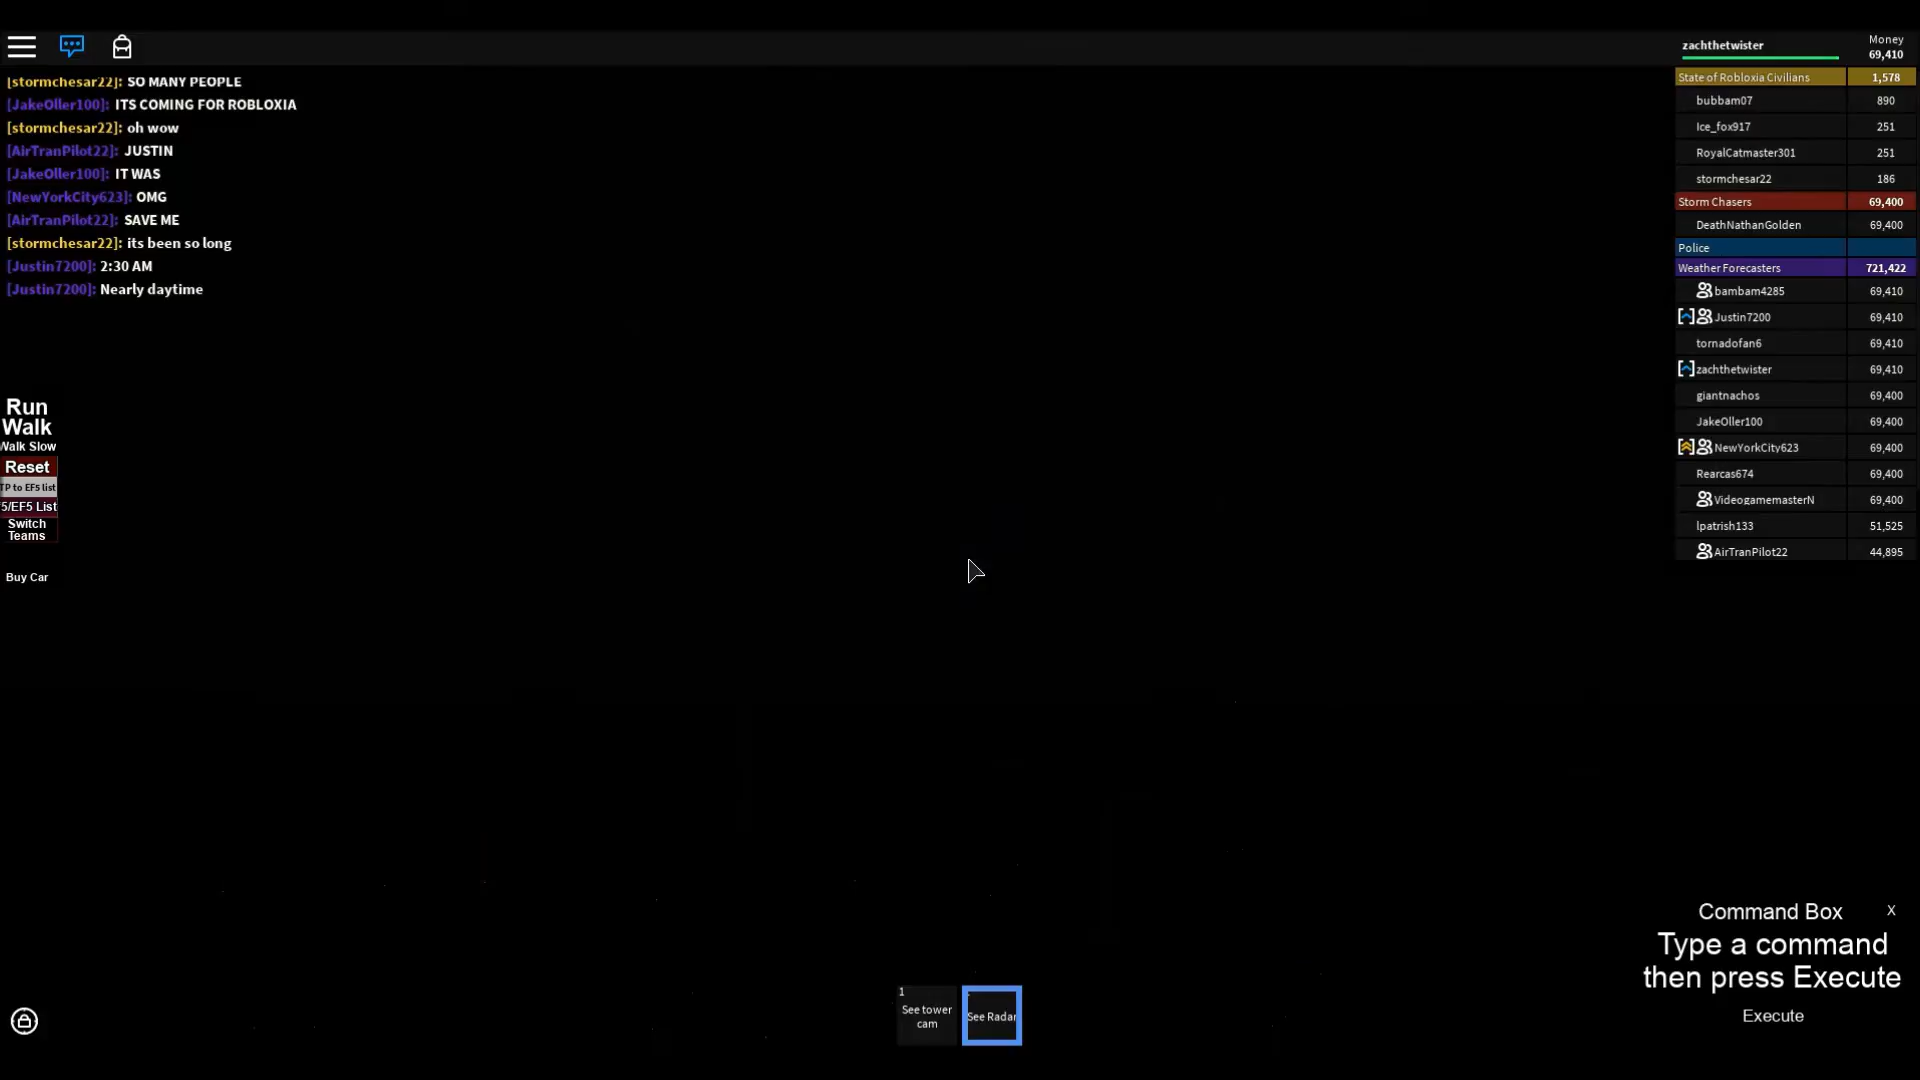 zachthetwister
Money
69,410
[stormchesar22]: SO MANY PEOPLE
[JakeOller100]: ITS COMING FOR ROBLOXIA
[stormchesar22]: oh wow
[AirTranPilot22]: JUSTIN
[JakeOller100]: IT WAS
[NewYorkCity623]: OMG
[AirTranPilot22]: SAVE ME
[stormchesar22]: its been so long
[Justin7200]: 2:30 AM
[Justin7200]: Nearly daytime
State of Robloxia Civilians 1,578
bubbam07 890
Ice_fox917 251
RoyalCatmaster301 251
stormchesar22 186
Storm Chasers 69,400
DeathNathanGolden 69,400
Police
Weather Forecasters 721,422
bambam4285 69,410
Justin7200 69,410
tornadofan6 69,410
zachthetwister 69,410
giantnachos 69,400
JakeOller100 69,400
NewYorkCity623 69,400
Rearcas674 69,400
VideogamemasterN 69,400
lpatrish133 51,525
AirTranPilot22 44,895
Run
Walk
Walk Slow
Reset
TP to EF5 list
5/EF5 List
Switch
Teams
Buy Car
Command Box X
Type a command
then press Execute
Execute
1
See tower
cam
See Radar